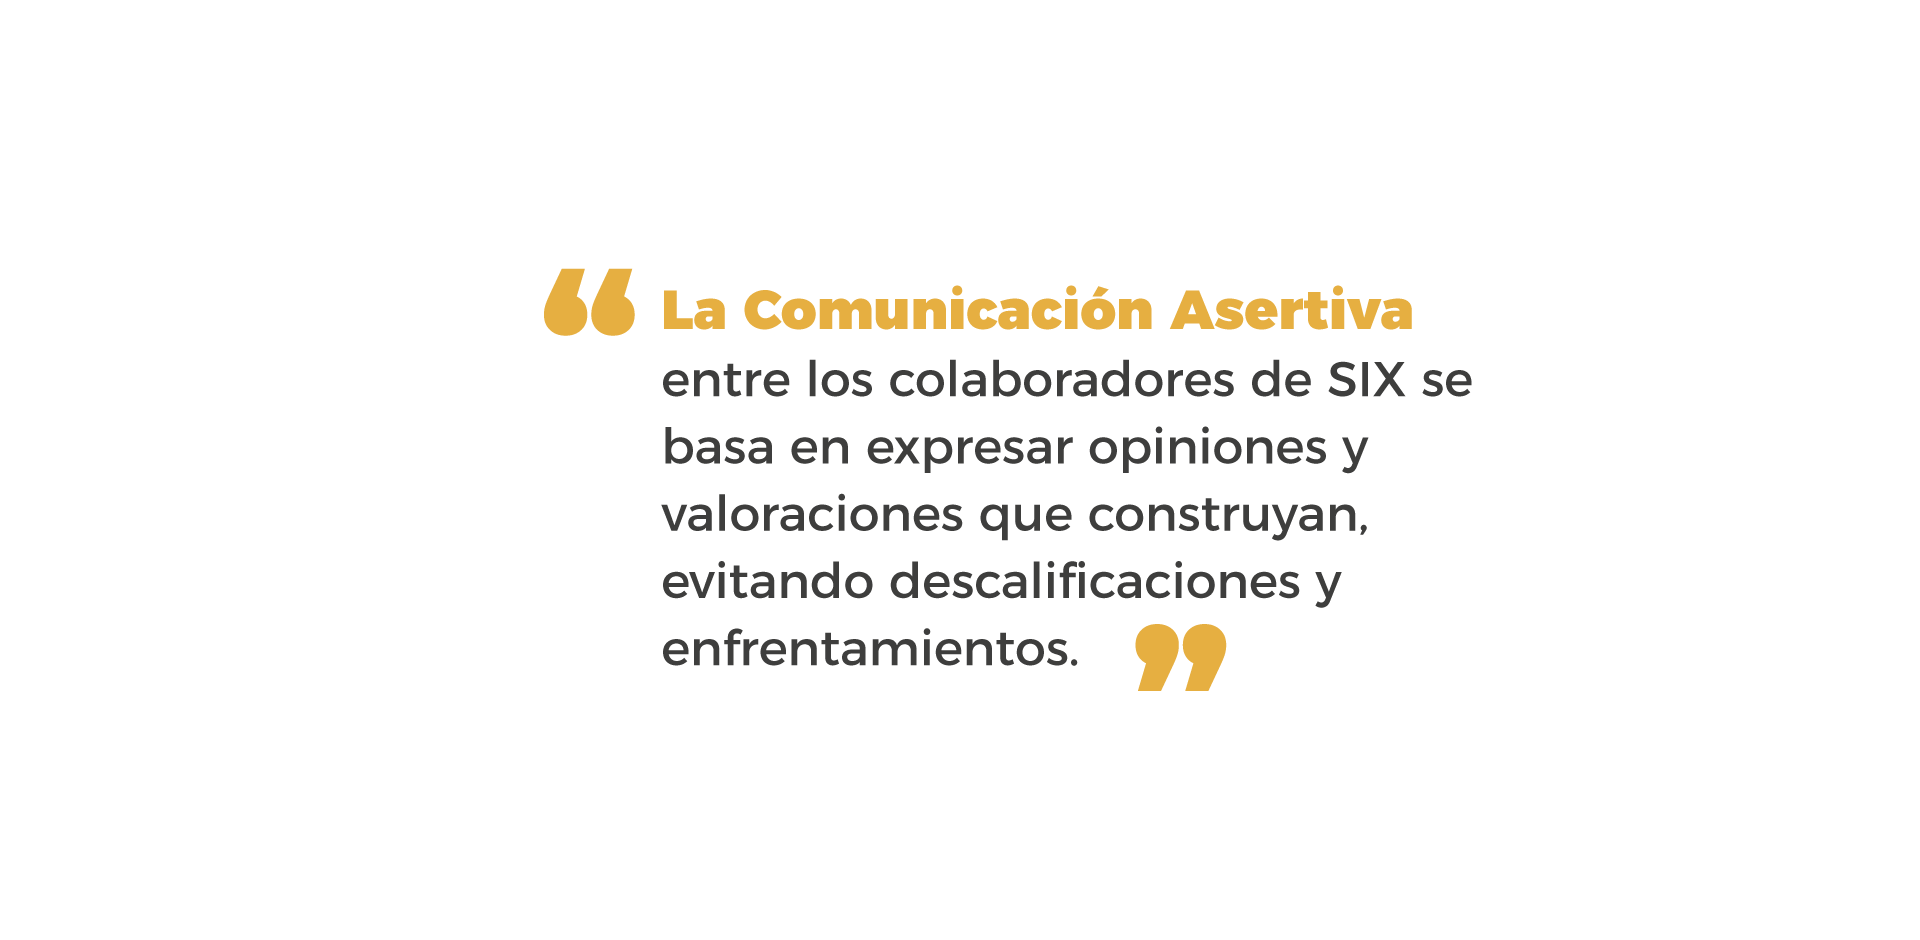 “ La Comunicación Asertiva
entre los colaboradores de SIX se
basa en expresar opiniones y
valoraciones que construyan,
evitando descalificaciones y
enfrentamientos. ”